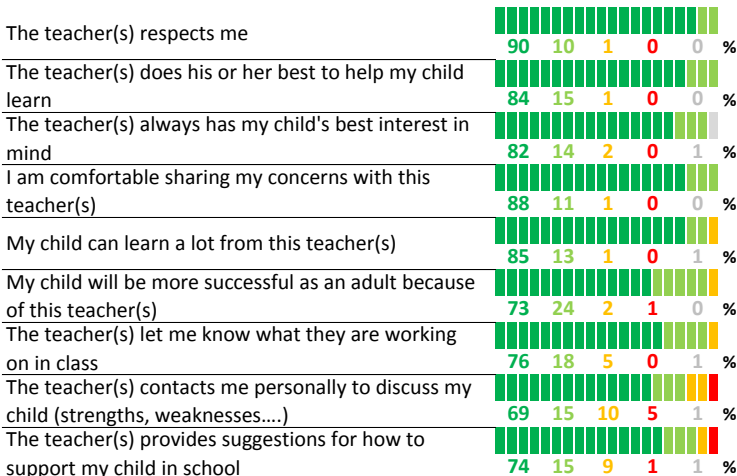 The teacher(s) respects me
90 10 1 0 0 %
The teacher(s) does his or her best to help my child
learn
84 15 1 0 0 %
The teacher(s) always has my child's best interest in
mind
82 14 2 0 1 %
I am comfortable sharing my concerns with this
teacher(s)
88 11 1 0 0 %
My child can learn a lot from this teacher(s)
85 13 1 0 1 %
My child will be more successful as an adult because
of this teacher(s)
73 24 2 1 0 %
The teacher(s) let me know what they are working
on in class
76 18 5 0 1 %
The teacher(s) contacts me personally to discuss my
child (strengths, weaknesses....)
69 15 10 5 1 %
The teacher(s) provides suggestions for how to
support my child in school
74 15 9 1 1 %